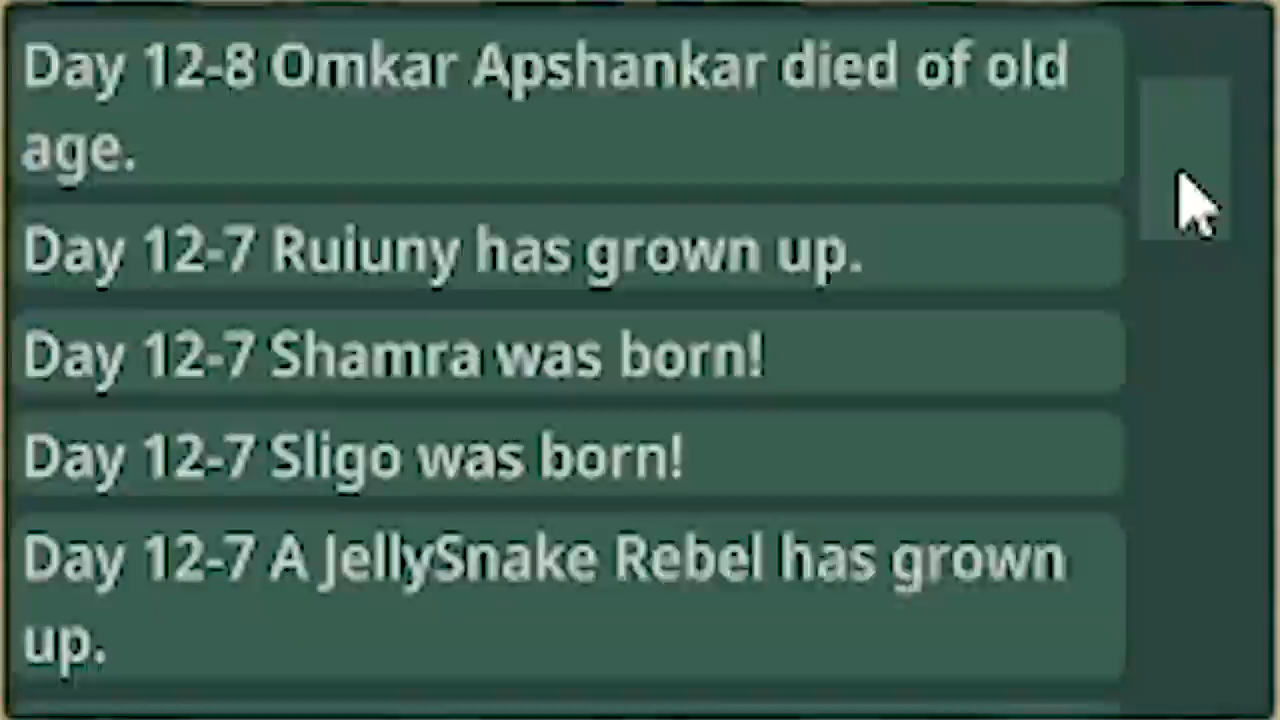 Day 12-8 Omkar Apshankar died of old
age.
Day 12-7 Ruiuny has grown up.
Day 12-7 Shamra was born!
Day 12-7 Sligo was born!
Day 12-7 A JellySnake Rebel has grown
up.